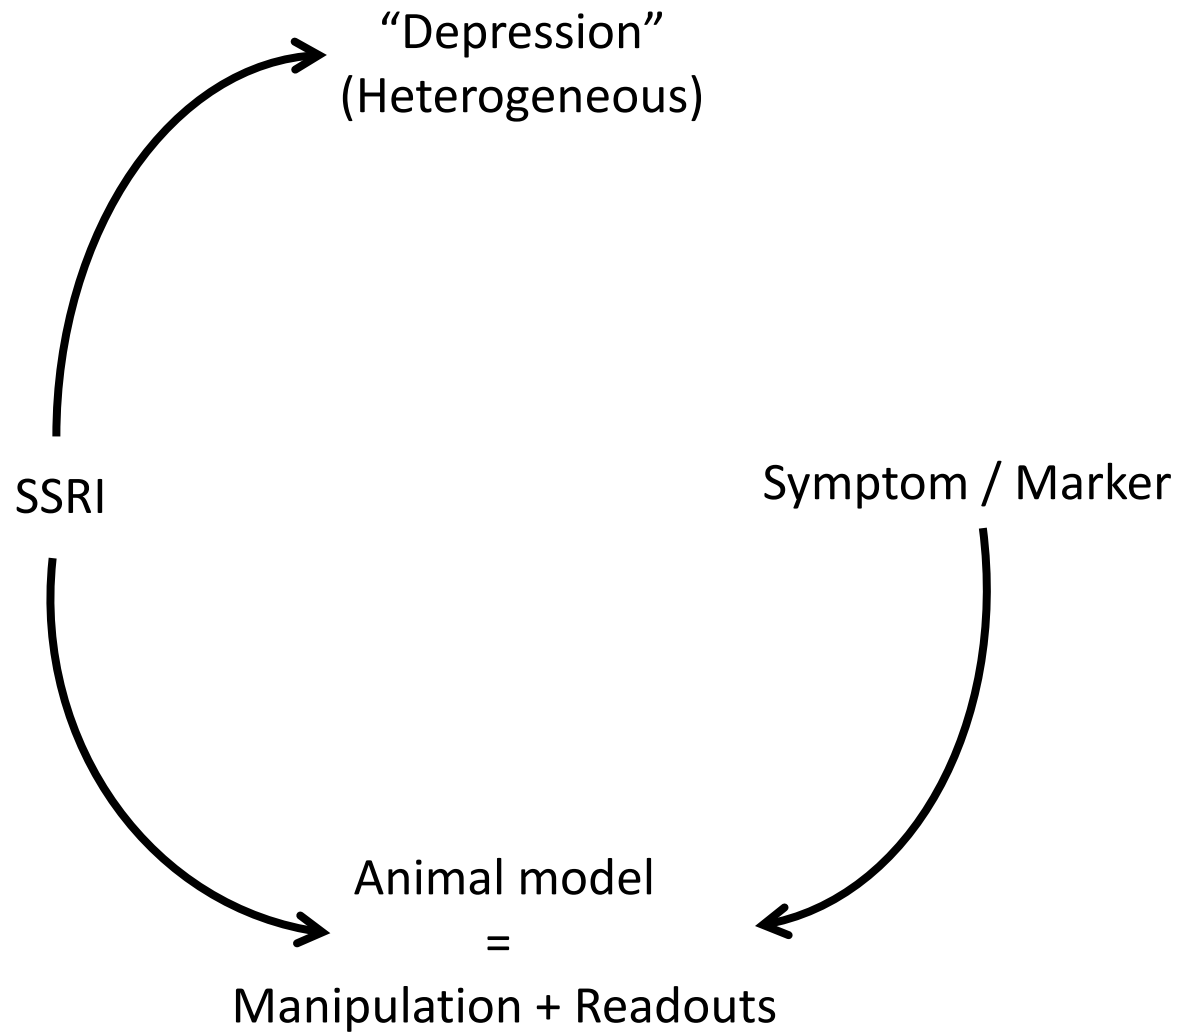 “Depression”
(Heterogeneous)
SSRI
Symptom / Marker
Animal model
=
Manipulation + Readouts